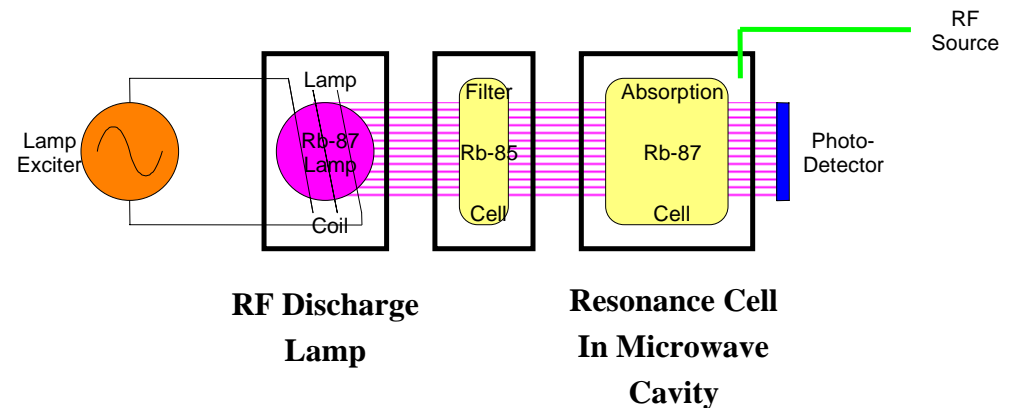 RF
Source
Lamp
Exciter
Lamp
Rb-87
Lamp
Coil
Filter
Rb-85
Cell
Absorption
Rb-87
Cell
Photo-
Detector
RF Discharge
Lamp
Resonance Cell
In Microwave
Cavity